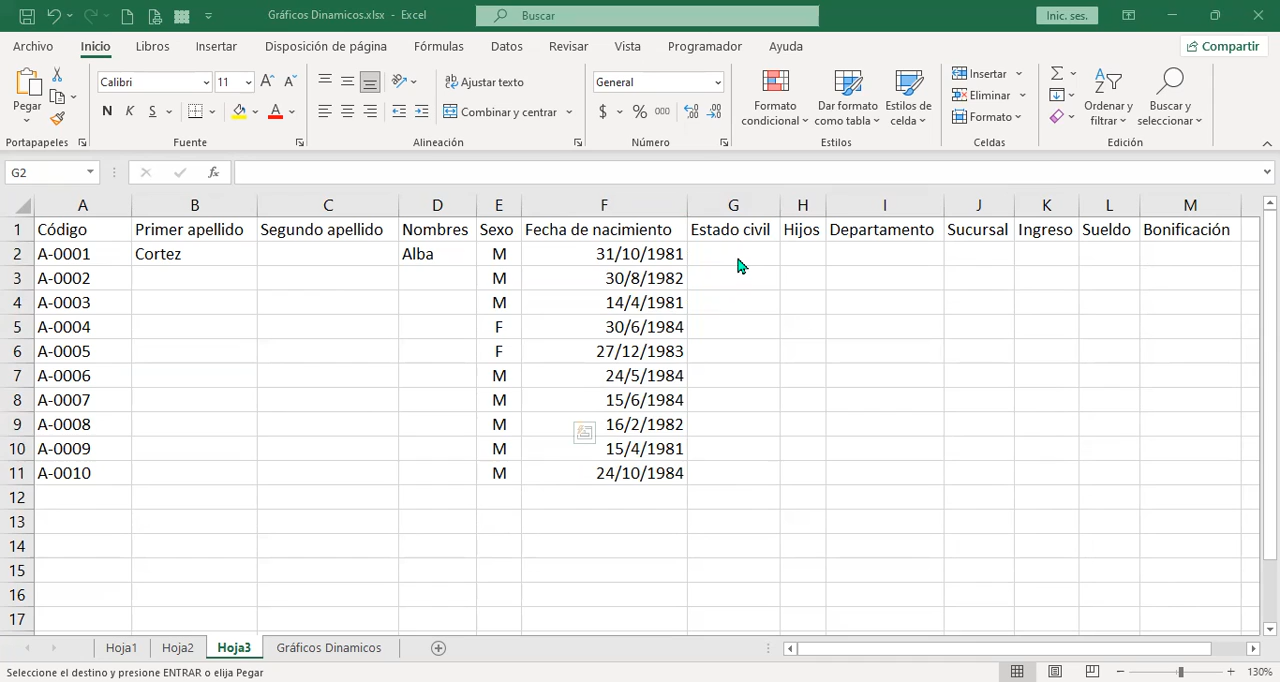 Gráficos Dinamicos.xlsx - Excel
Buscar
Inic. ses.
Archivo Inicio Libros Insertar Disposición de página Fórmulas Datos Revisar Vista Programador Ayuda
Compartir
Pegar
Calibri 11
N K S
Ajustar texto
Combinar y centrar
General
$ % 000
Formato condicional
Dar formato como tabla
Estilos de celda
Insertar
Eliminar
Formato
Ordenar y filtrar
Buscar y seleccionar
Portapapeles Fuente Alineación Número Estilos Celdas Edición
G2 fx
A B C D E F G H I J K L M
1 Código Primer apellido Segundo apellido Nombres Sexo Fecha de nacimiento Estado civil Hijos Departamento Sucursal Ingreso Sueldo Bonificación
2 A-0001 Cortez Alba M 31/10/1981
3 A-0002 M 30/8/1982
4 A-0003 M 14/4/1981
5 A-0004 F 30/6/1984
6 A-0005 F 27/12/1983
7 A-0006 M 24/5/1984
8 A-0007 M 15/6/1984
9 A-0008 M 16/2/1982
10 A-0009 M 15/4/1981
11 A-0010 M 24/10/1984
12
13
14
15
16
17
Hoja1 Hoja2 Hoja3 Gráficos Dinamicos
Seleccione el destino y presione ENTRAR o elija Pegar
130%